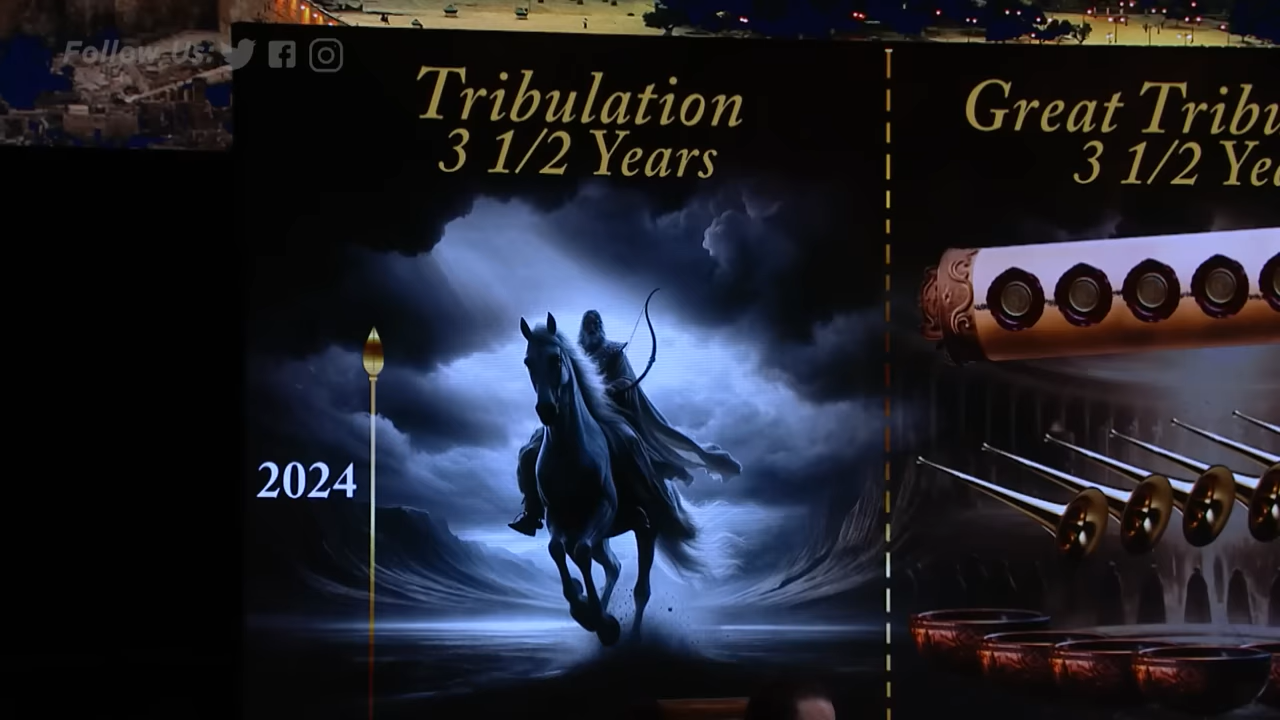 Follow Us:
Tribulation
3 1/2 Years
Great Tribu
3 1/2 Yea
2024